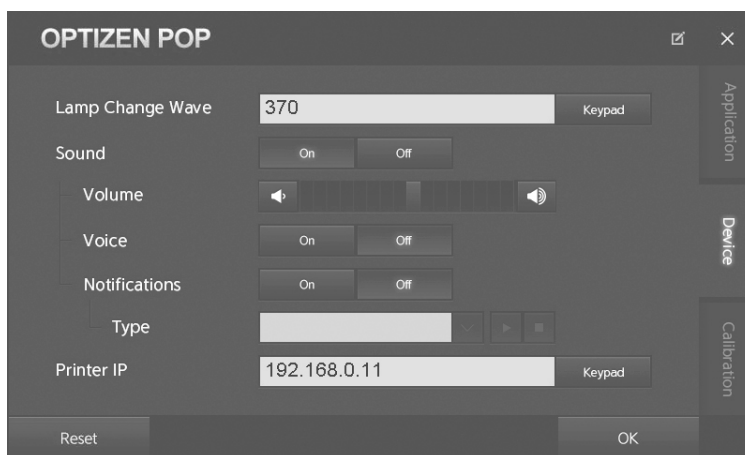 OPTIZEN POP
Lamp Change Wave 370 Keypad
Sound On Off
Volume
Voice On Off
Notifications On Off
Type
Printer IP 192.168.0.11 Keypad
Reset OK
Application
Device
Calibration